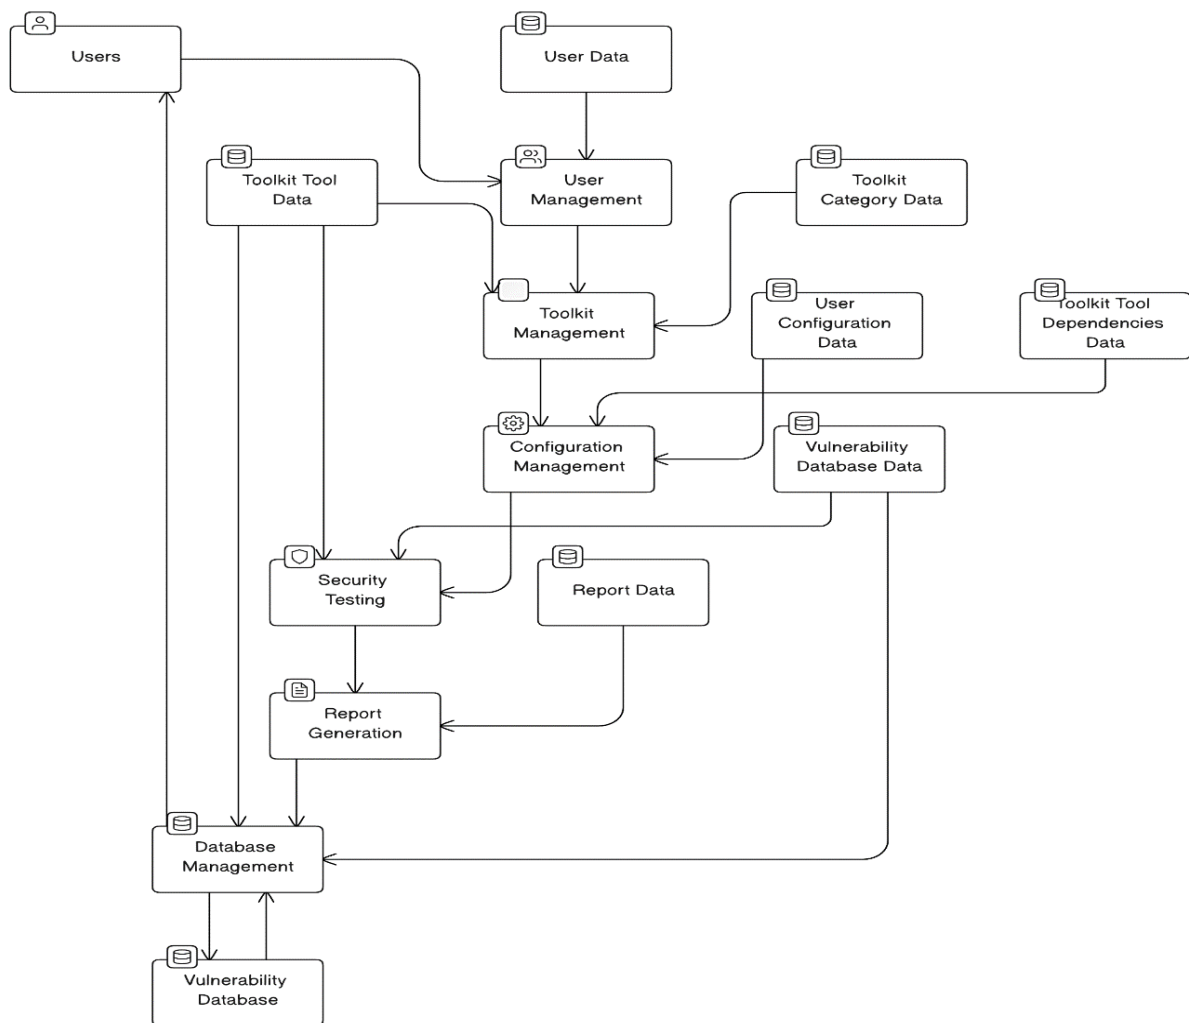 Users
User Data
Toolkit Tool
Data
User
Management
Toolkit
Category Data
Toolkit
Management
User
Configuration
Data
Toolkit Tool
Dependencies
Data
Configuration
Management
Vulnerability
Database Data
Security
Testing
Report Data
Report
Generation
Database
Management
Vulnerability
Database